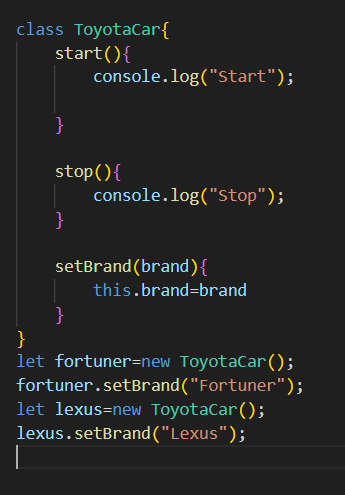 class ToyotaCar{
    start(){
        console.log("Start");
    }
    stop(){
        console.log("Stop");
    }
    setBrand(brand){
        this.brand=brand
    }
}
let fortuner=new ToyotaCar();
fortuner.setBrand("Fortuner");
let lexus=new ToyotaCar();
lexus.setBrand("Lexus");